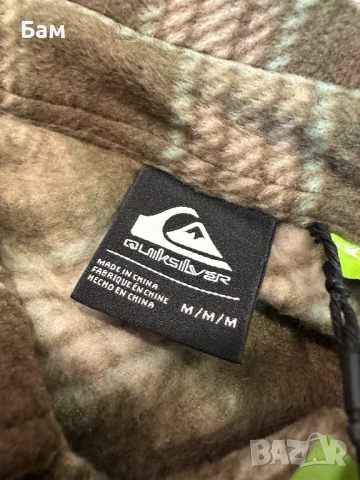 Бам
QUIKSILVER
MADE IN CHINA
FABRIQUÉ EN CHINE
HECHO EN CHINA
M / M / M
BAZAR